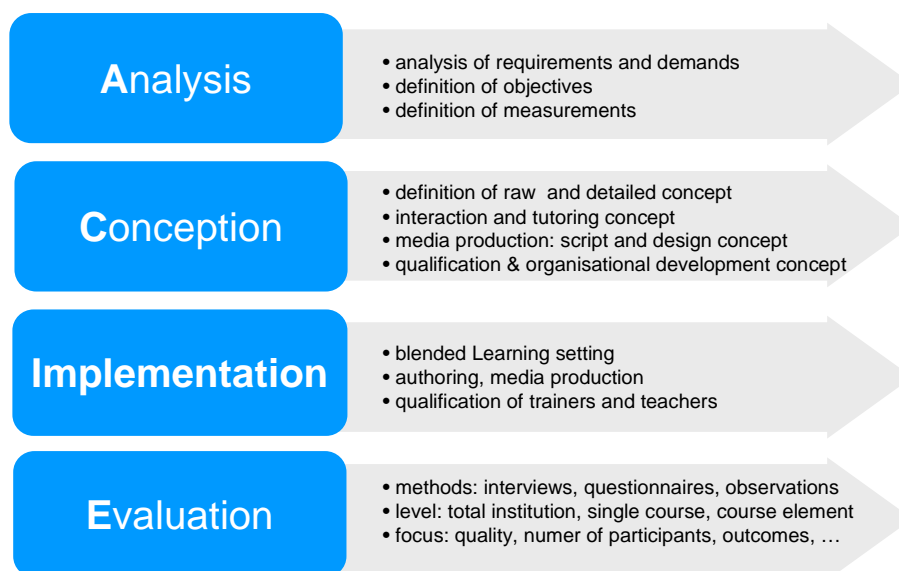 Analysis
• analysis of requirements and demands
• definition of objectives
• definition of measurements
Conception
• definition of raw and detailed concept
• interaction and tutoring concept
• media production: script and design concept
• qualification & organisational development concept
Implementation
• blended Learning setting
• authoring, media production
• qualification of trainers and teachers
Evaluation
• methods: interviews, questionnaires, observations
• level: total institution, single course, course element
• focus: quality, numer of participants, outcomes, …